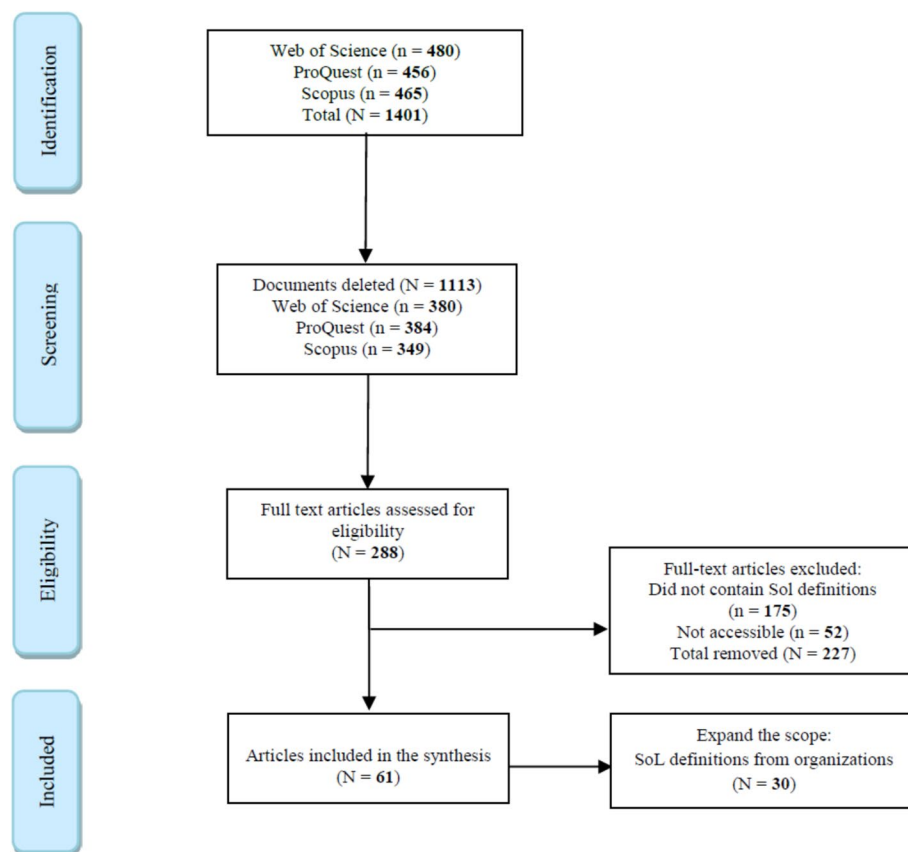 Identification
Web of Science (n = 480)
ProQuest (n = 456)
Scopus (n = 465)
Total (N = 1401)
Screening
Documents deleted (N = 1113)
Web of Science (n = 380)
ProQuest (n = 384)
Scopus (n = 349)
Eligibility
Full text articles assessed for
eligibility
(N = 288)
Full-text articles excluded:
Did not contain Sol definitions
(n = 175)
Not accessible (n = 52)
Total removed (N = 227)
Included
Articles included in the synthesis
(N = 61)
Expand the scope:
SoL definitions from organizations
(N = 30)